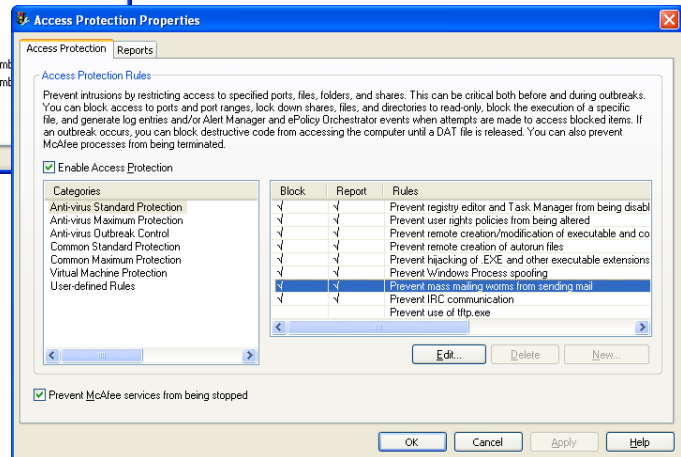 Access Protection Properties
Access Protection
Reports
Access Protection Rules
Prevent intrusions by restricting access to specified ports, files, folders, and shares. This can be critical both before and during outbreaks.
You can block access to ports and port ranges, lock down shares, files, and directories to read-only, block the execution of a specific
file, and generate log entries and/or Alert Manager and ePolicy Orchestrator events when attempts are made to access blocked items. If
an outbreak occurs, you can block destructive code from accessing the computer until a DAT file is released. You can also prevent
McAfee processes from being terminated.
Enable Access Protection
Categories
Anti-virus Standard Protection
Anti-virus Maximum Protection
Anti-virus Outbreak Control
Common Standard Protection
Common Maximum Protection
Virtual Machine Protection
User-defined Rules
Block Report Rules
Prevent registry editor and Task Manager from being disabl
Prevent user rights policies from being altered
Prevent remote creation/modification of executable and co
Prevent remote creation of autorun files
Prevent hijacking of .EXE and other executable extensions
Prevent Windows Process spoofing
Prevent mass mailing worms from sending mail
Prevent IRC communication
Prevent use of tftp.exe
Edit... Delete New...
Prevent McAfee services from being stopped
OK Cancel Apply Help